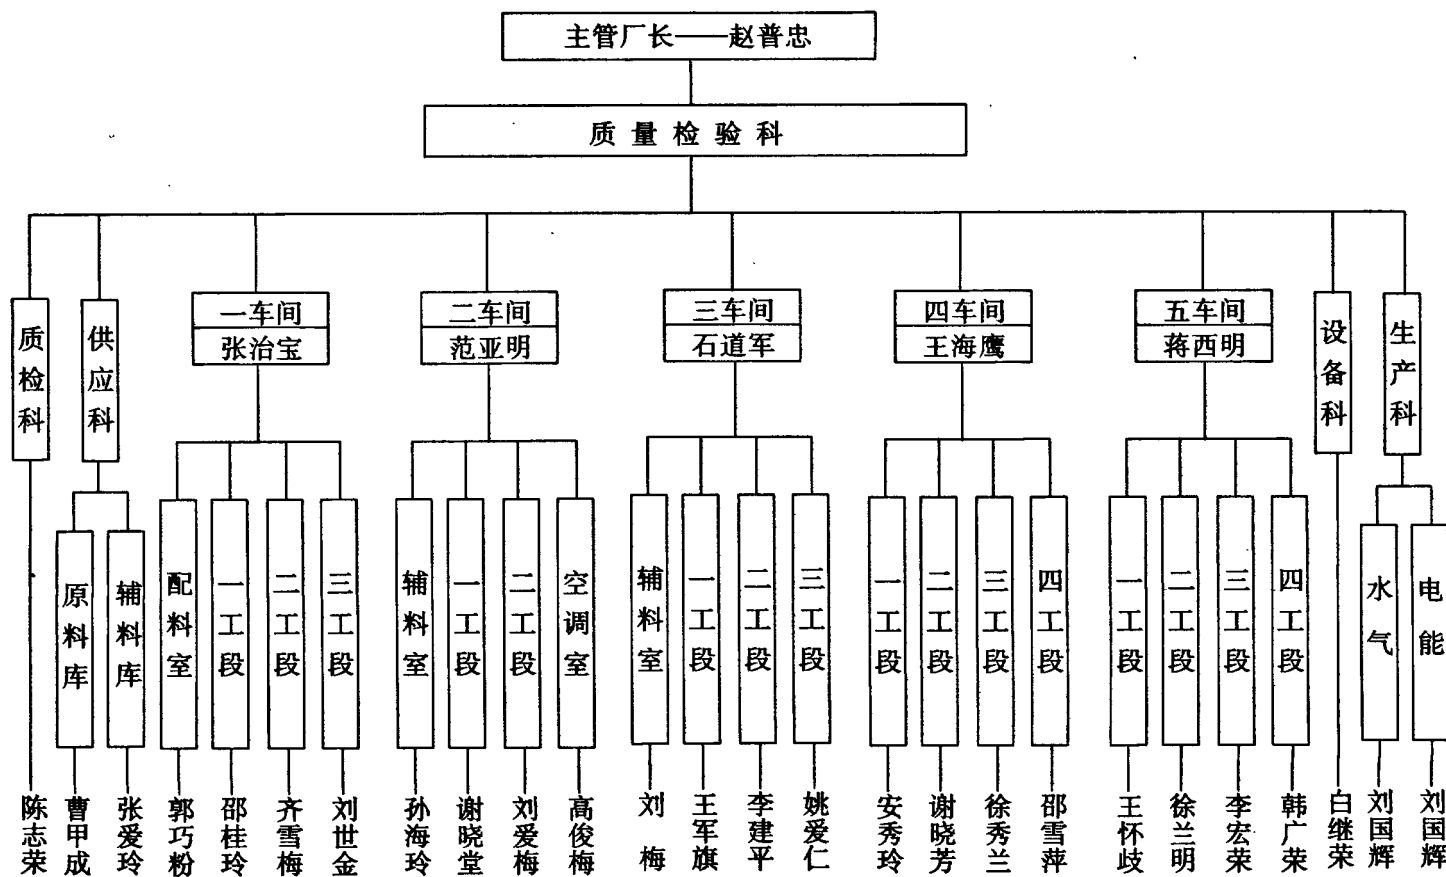 主管厂长——赵普忠
质量检验科
质检科
供应科
一车间
张治宝
二车间
范亚明
三车间
石道军
四车间
王海鹰
五车间
蒋西明
设备科
生产科
原料库
辅料库
配料室
一工段
二工段
三工段
辅料室
一工段
二工段
空调室
辅料室
一工段
二工段
三工段
一工段
二工段
三工段
四工段
一工段
二工段
三工段
四工段
水气
电能
陈志荣
曹甲成
张爱玲
郭巧粉
邵桂玲
齐雪梅
刘世金
孙海玲
谢晓堂
刘爱梅
高俊梅
刘梅
王军旗
李建平
姚爱仁
安秀玲
谢晓芳
徐秀兰
邵雪萍
王怀歧
徐兰明
李宏荣
韩广荣
白继荣
刘国辉
刘国辉